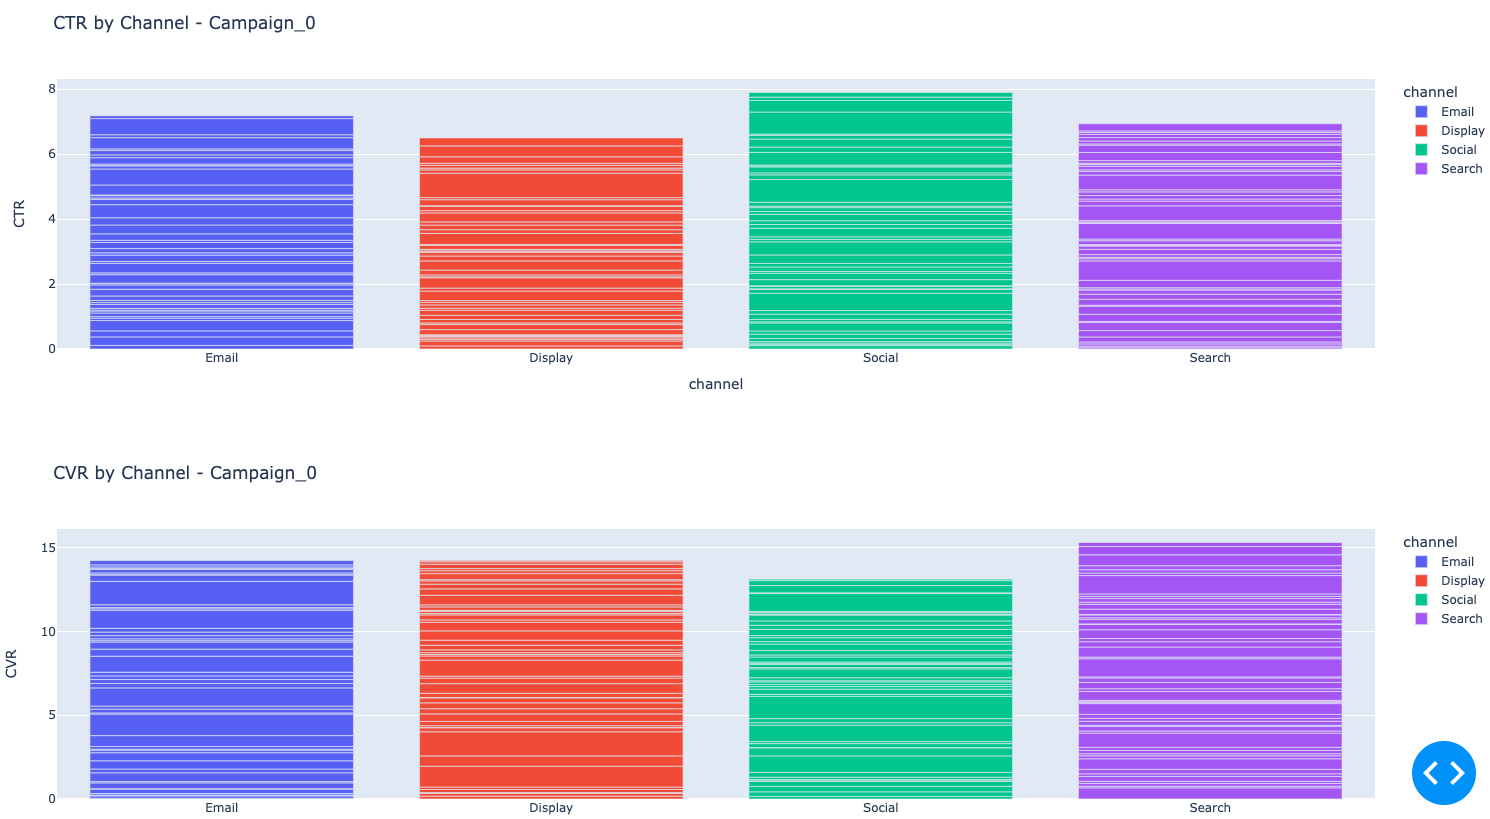 CTR by Channel - Campaign_0
8
6
4
2
0
CTR
Email
Display
Social
Search
channel
channel
Email
Display
Social
Search
CVR by Channel - Campaign_0
15
10
5
0
CVR
Email
Display
Social
Search
channel
Email
Display
Social
Search